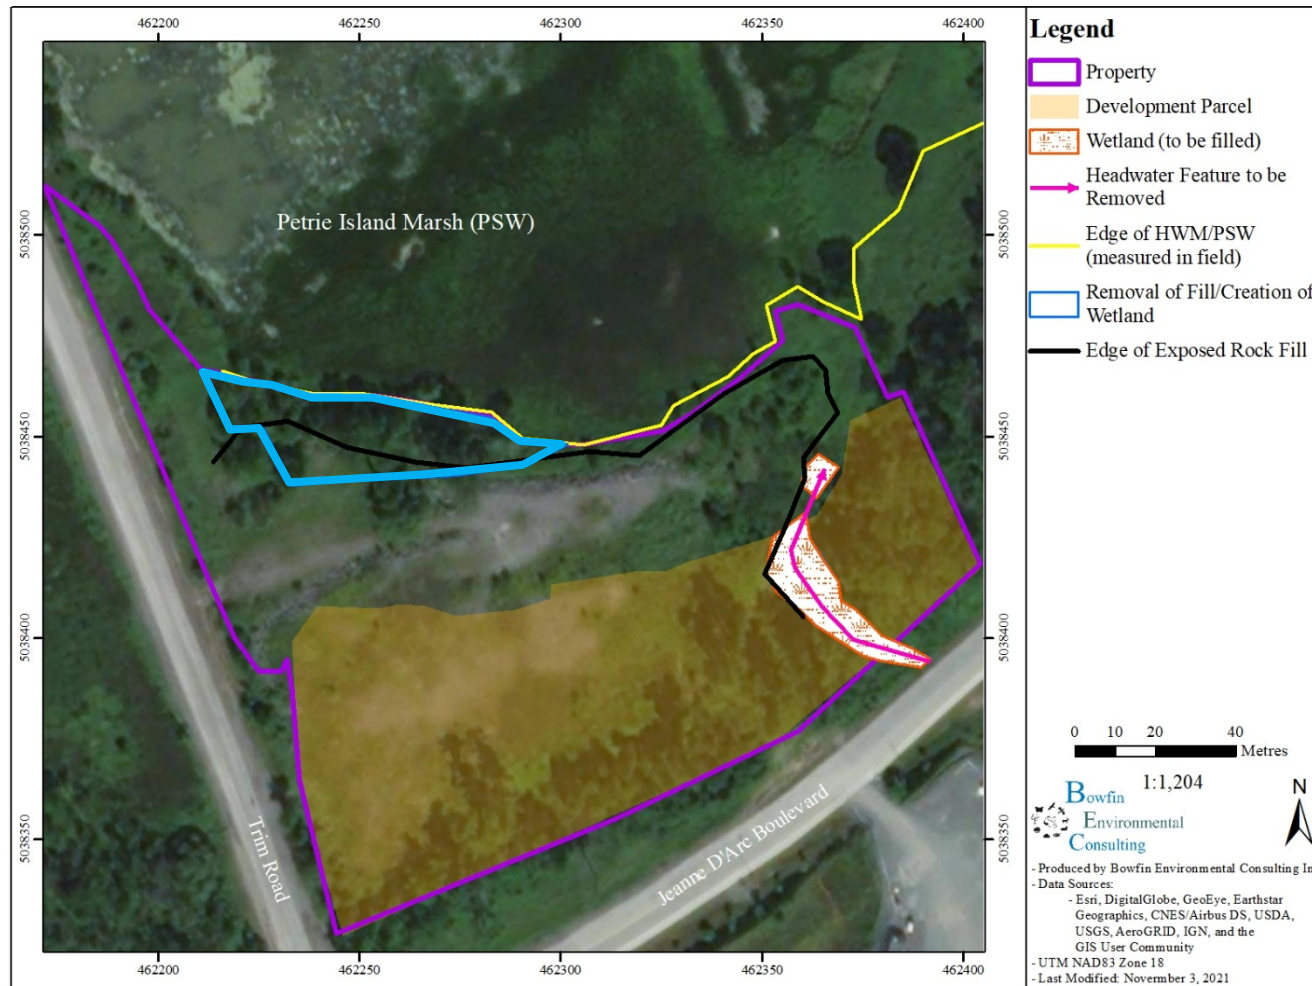 462200 462250 462300 462350 462400
5038500
5038450
5038400
5038350
Petrie Island Marsh (PSW)
Trim Road
Jeanne D'Arc Boulevard
5038500
5038450
5038400
5038350
462200 462250 462300 462350 462400
Legend
Property
Development Parcel
Wetland (to be filled)
Headwater Feature to be
Removed
Edge of HWM/PSW
(measured in field)
Removal of Fill/Creation of
Wetland
Edge of Exposed Rock Fill
0 10 20 40
Metres
1:1,204
N
Bowfin
Environmental
Consulting
- Produced by Bowfin Environmental Consulting In
- Data Sources:
- Esri, DigitalGlobe, GeoEye, Earthstar
Geographics, CNES/Airbus DS, USDA,
USGS, AeroGRID, IGN, and the
GIS User Community
- UTM NAD83 Zone 18
- Last Modified: November 3, 2021